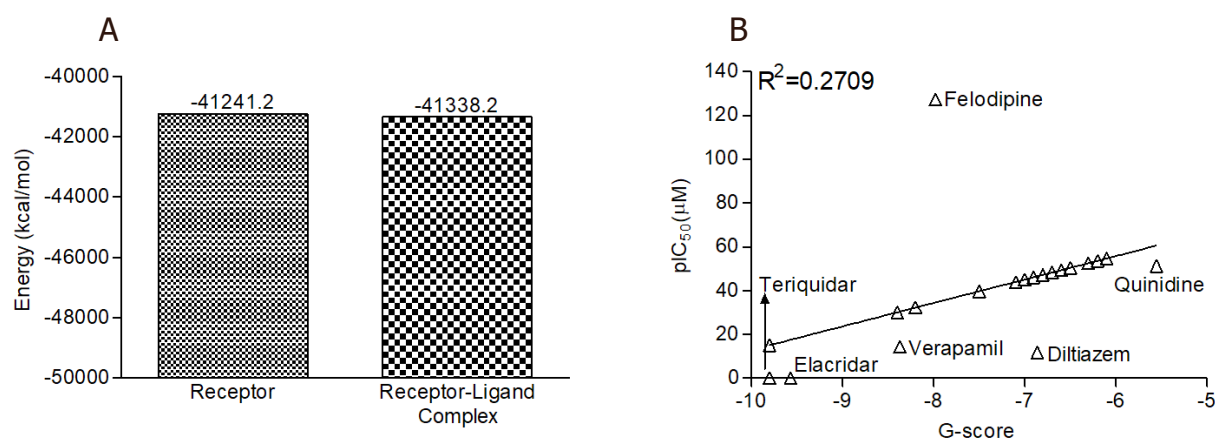 A
-40000
-42000
-44000
-46000
-48000
-50000
Energy (kcal/mol)
-41241.2
-41338.2
Receptor
Receptor-Ligand
Complex
B
140
120
100
80
60
40
20
0
pIC50(μM)
R2=0.2709
Felodipine
Teriquidar
Quinidine
Verapamil
Diltiazem
Elacridar
-10
-9
-8
-7
-6
-5
G-score